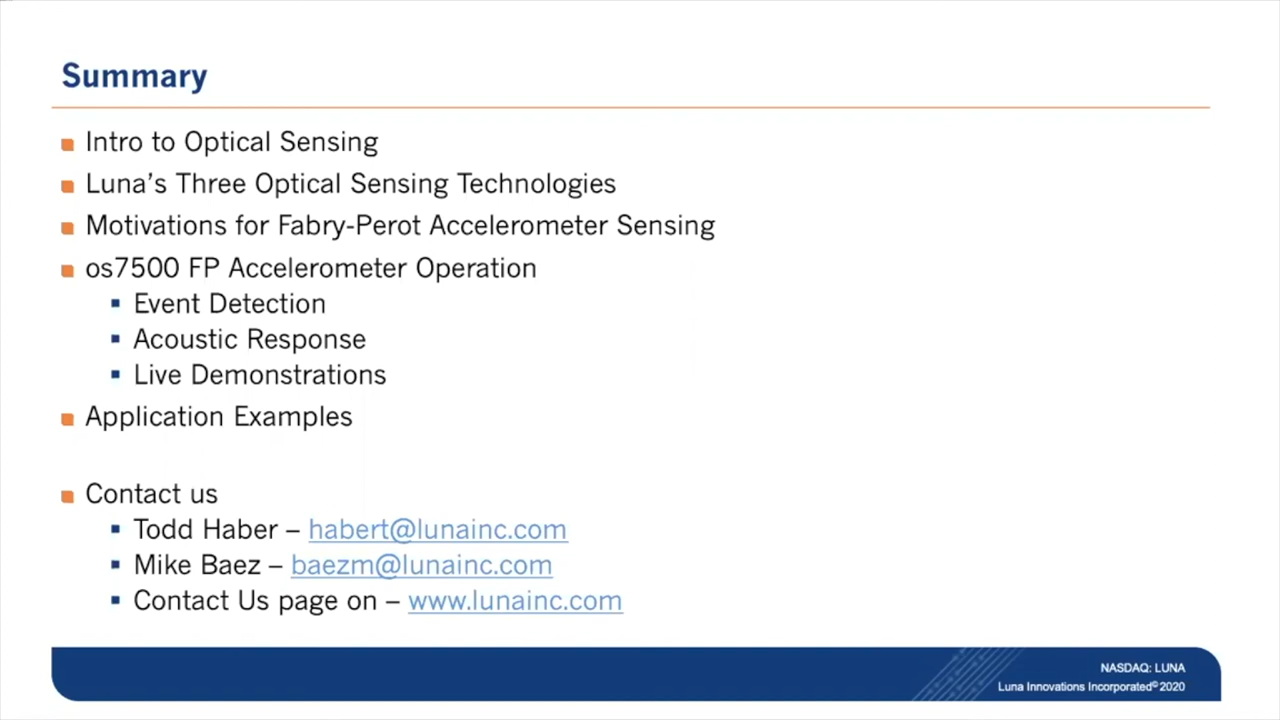 Summary
Intro to Optical Sensing
Luna's Three Optical Sensing Technologies
Motivations for Fabry-Perot Accelerometer Sensing
os7500 FP Accelerometer Operation
Event Detection
Acoustic Response
Live Demonstrations
Application Examples
Contact us
Todd Haber – habert@lunainc.com
Mike Baez – baezm@lunainc.com
Contact Us page on – www.lunainc.com
NASDAQ: LUNA
Luna Innovations Incorporated© 2020